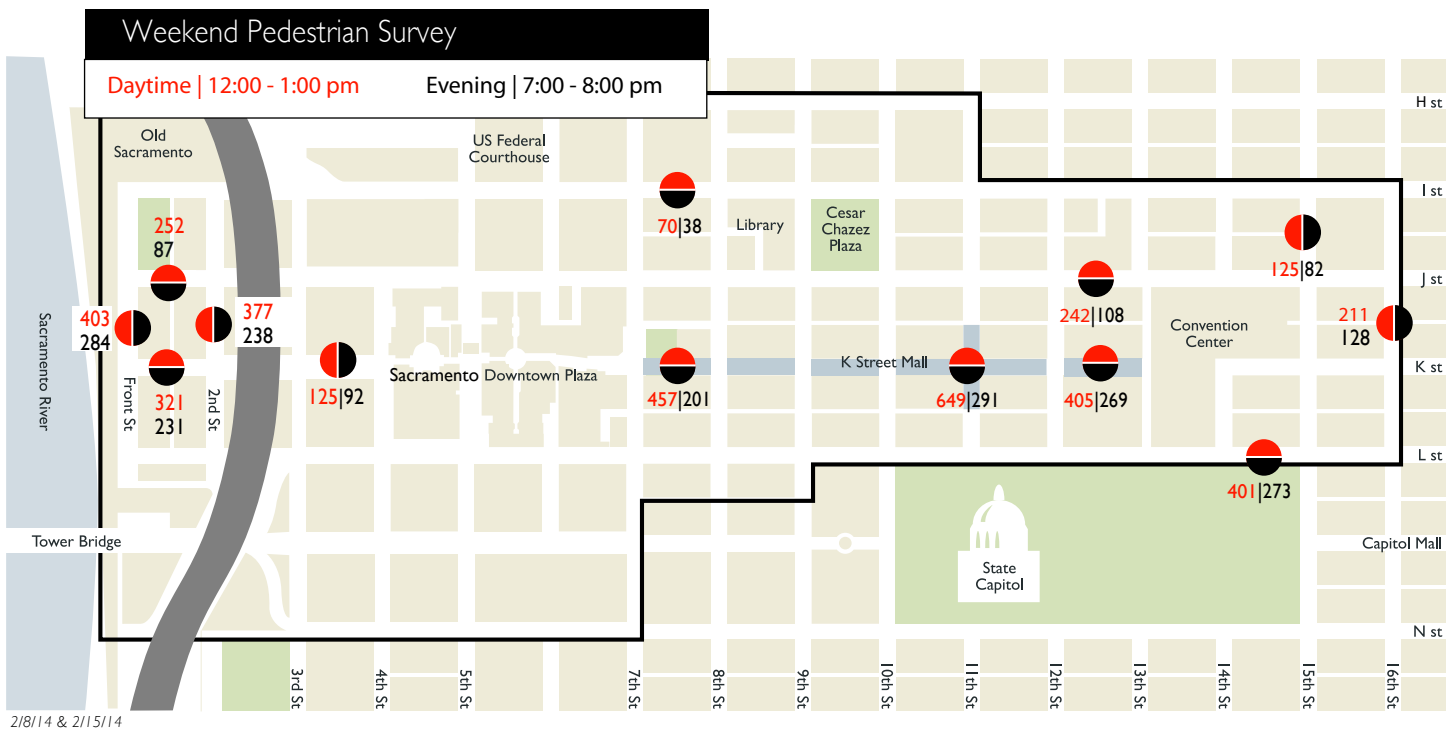 Weekend Pedestrian Survey
Daytime | 12:00 - 1:00 pm
Evening | 7:00 - 8:00 pm
H st
Old
Sacramento
US Federal
Courthouse
I st
252
87
70|38
Library
Cesar
Chazez
Plaza
125|82
J st
403
284
377
238
242|108
Convention
Center
211
128
Sacramento River
Front St
321
231
2nd St
125|92
Sacramento Downtown Plaza
457|201
K Street Mall
649|291
405|269
K st
L st
401|273
Tower Bridge
State
Capitol
Capitol Mall
N st
3rd St
4th St
5th St
7th St
8th St
9th St
10th St
11th St
12th St
13th St
14th St
15th St
16th St
2/8/14 & 2/15/14